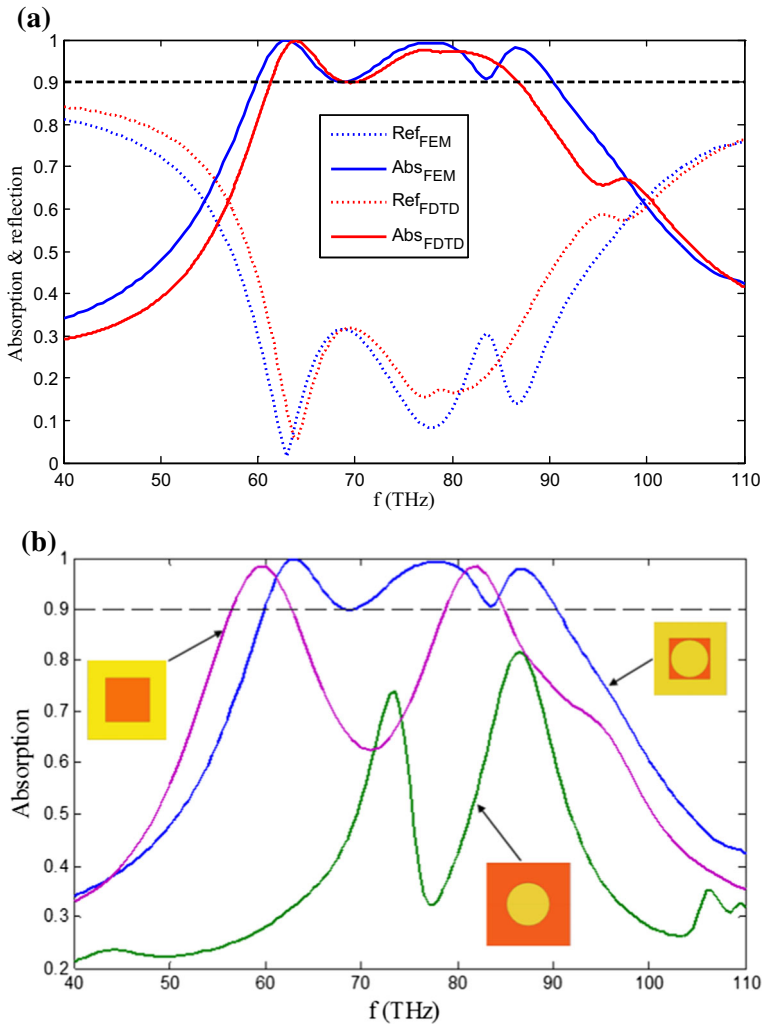 (a)
1
0.9
0.8
0.7
0.6
0.5
0.4
0.3
0.2
0.1
0
Absorption & reflection
Ref_FEM
Abs_FEM
Ref_FDTD
Abs_FDTD
40 50 60 70 80 90 100 110
f (THz)
(b)
1
0.9
0.8
0.7
0.6
0.5
0.4
0.3
0.2
Absorption
40 50 60 70 80 90 100 110
f (THz)